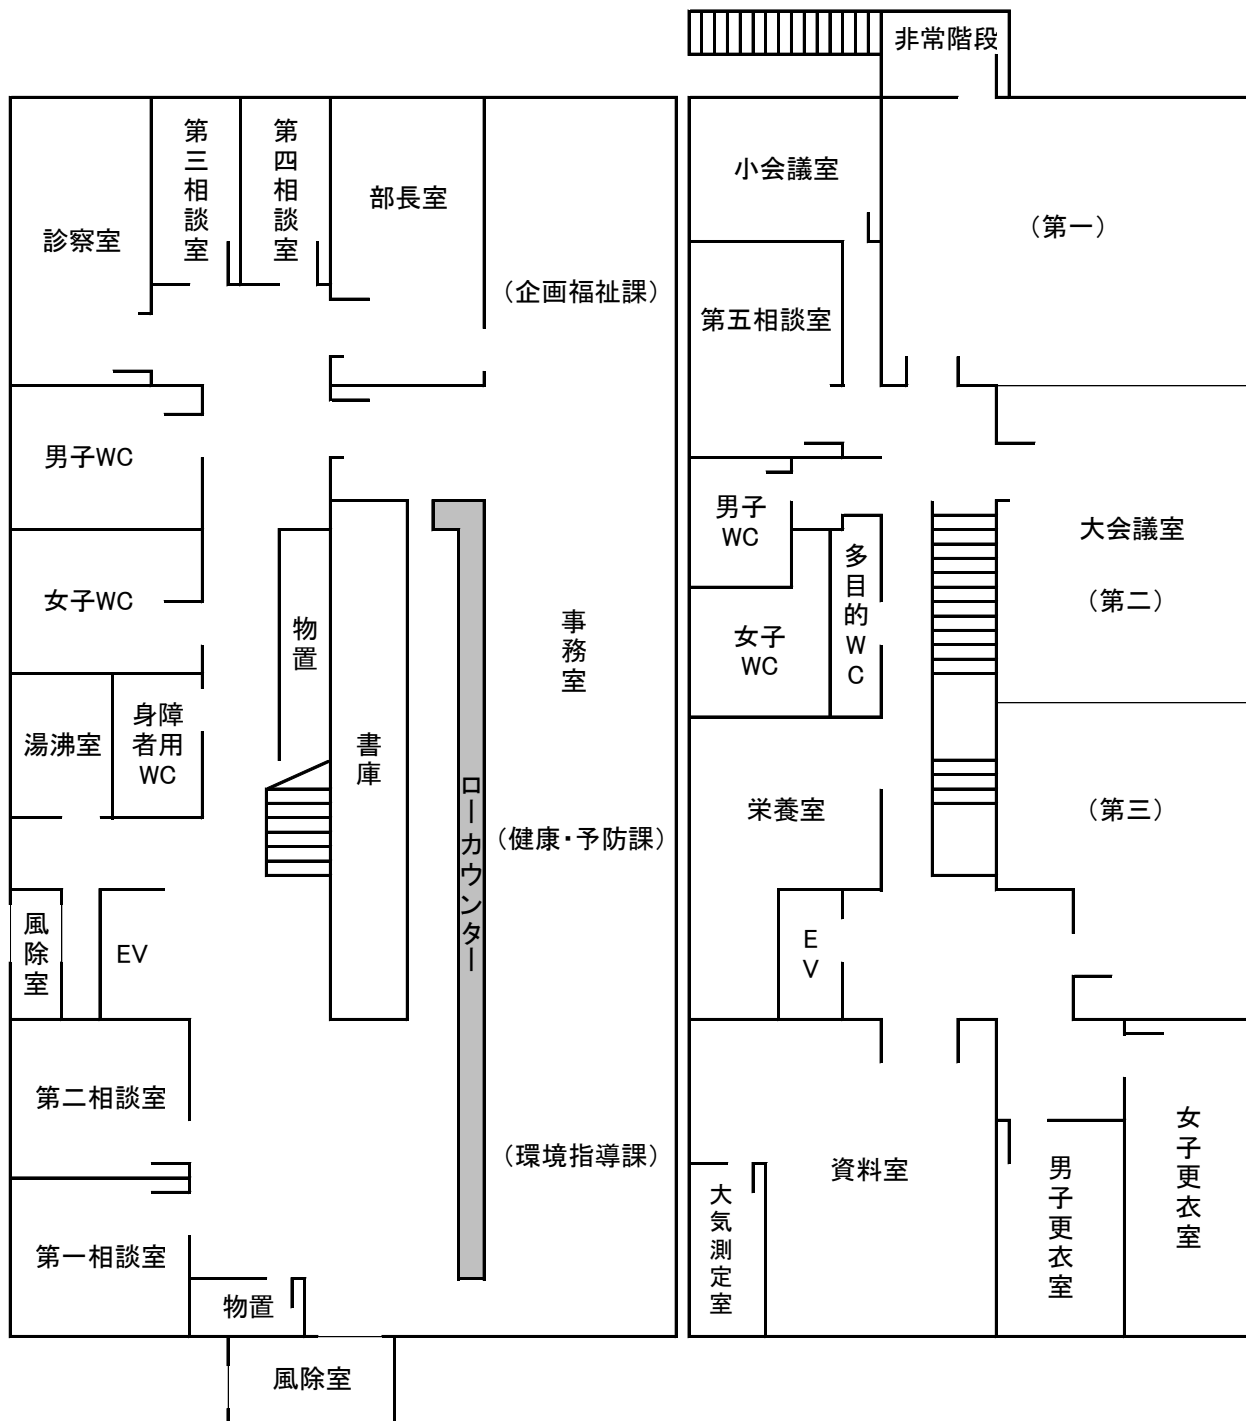 非常階段
第三相談室
第四相談室
部長室
診察室
(企画福祉課)
男子WC
女子WC
物置
事務室
湯沸室
身障
者用
WC
書庫
ローカウンター
(健康・予防課)
風除室
EV
第二相談室
(環境指導課)
第一相談室
物置
風除室
小会議室
(第一)
第五相談室
男子
WC
多目的WC
大会議室
(第二)
女子
WC
栄養室
(第三)
EV
資料室
大気測定室
男子更衣室
女子更衣室